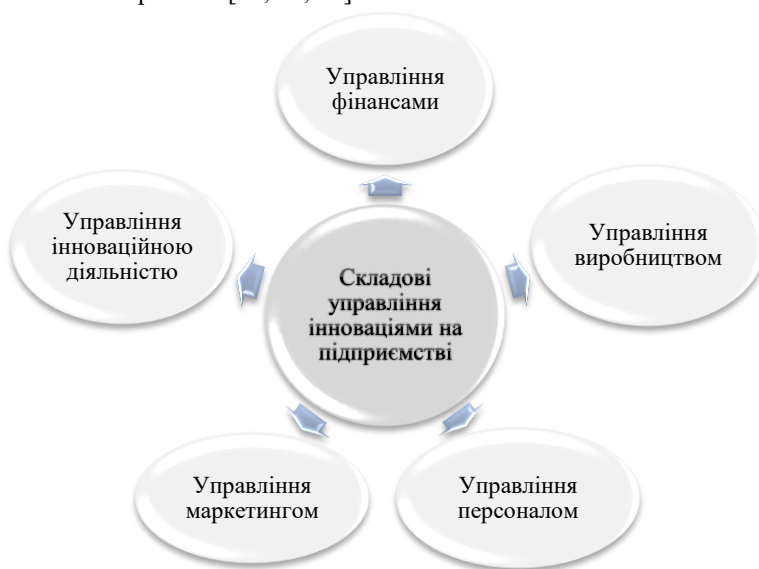 Управління
фінансами
Управління
інноваційною
діяльністю
Управління
виробництвом
Складові
управління
інноваціями на
підприємстві
Управління
маркетингом
Управління
персоналом